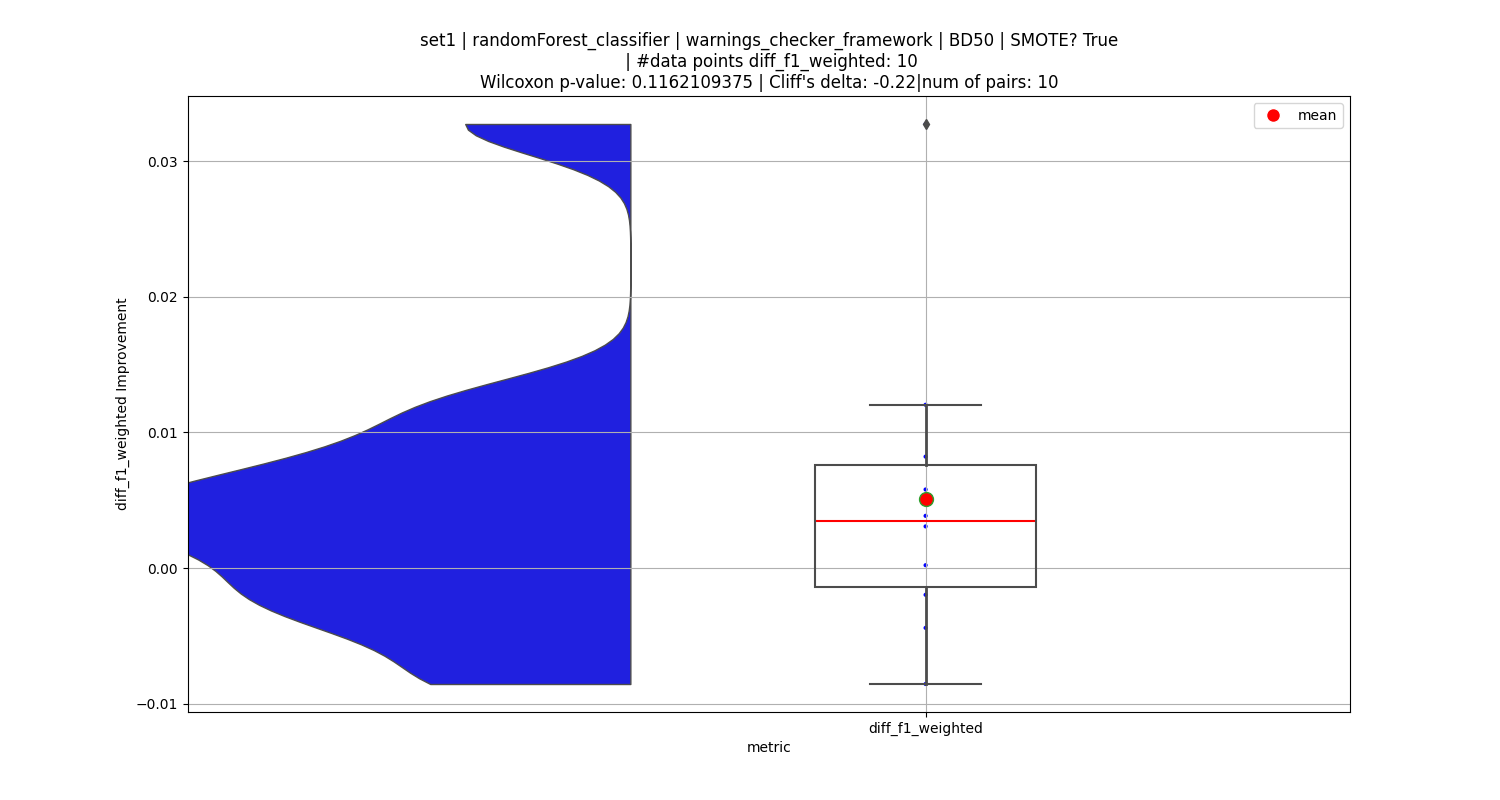 set1 | randomForest_classifier | warnings_checker_framework | BD50 | SMOTE? True
| #data points diff_f1_weighted: 10
Wilcoxon p-value: 0.1162109375 | Cliff's delta: -0.22|num of pairs: 10
mean
0.03
0.02
0.01
0.00
−0.01
diff_f1_weighted Improvement
diff_f1_weighted
metric